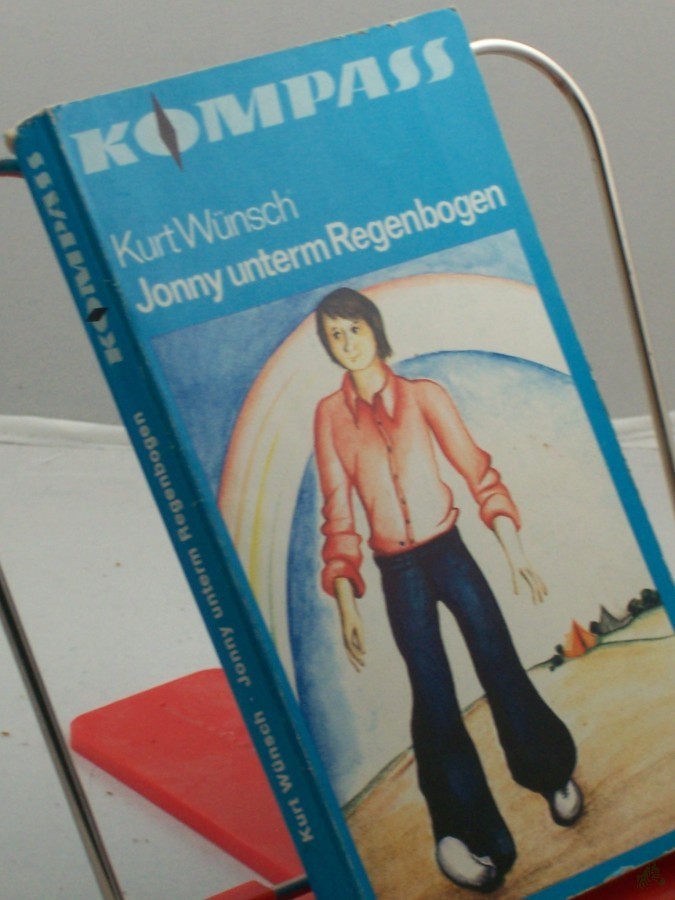 KOMPASS
Kurt Wünsch
Jonny unterm Regenbogen
KOMPASS
Kurt Wünsch · Jonny unterm Regenbogen